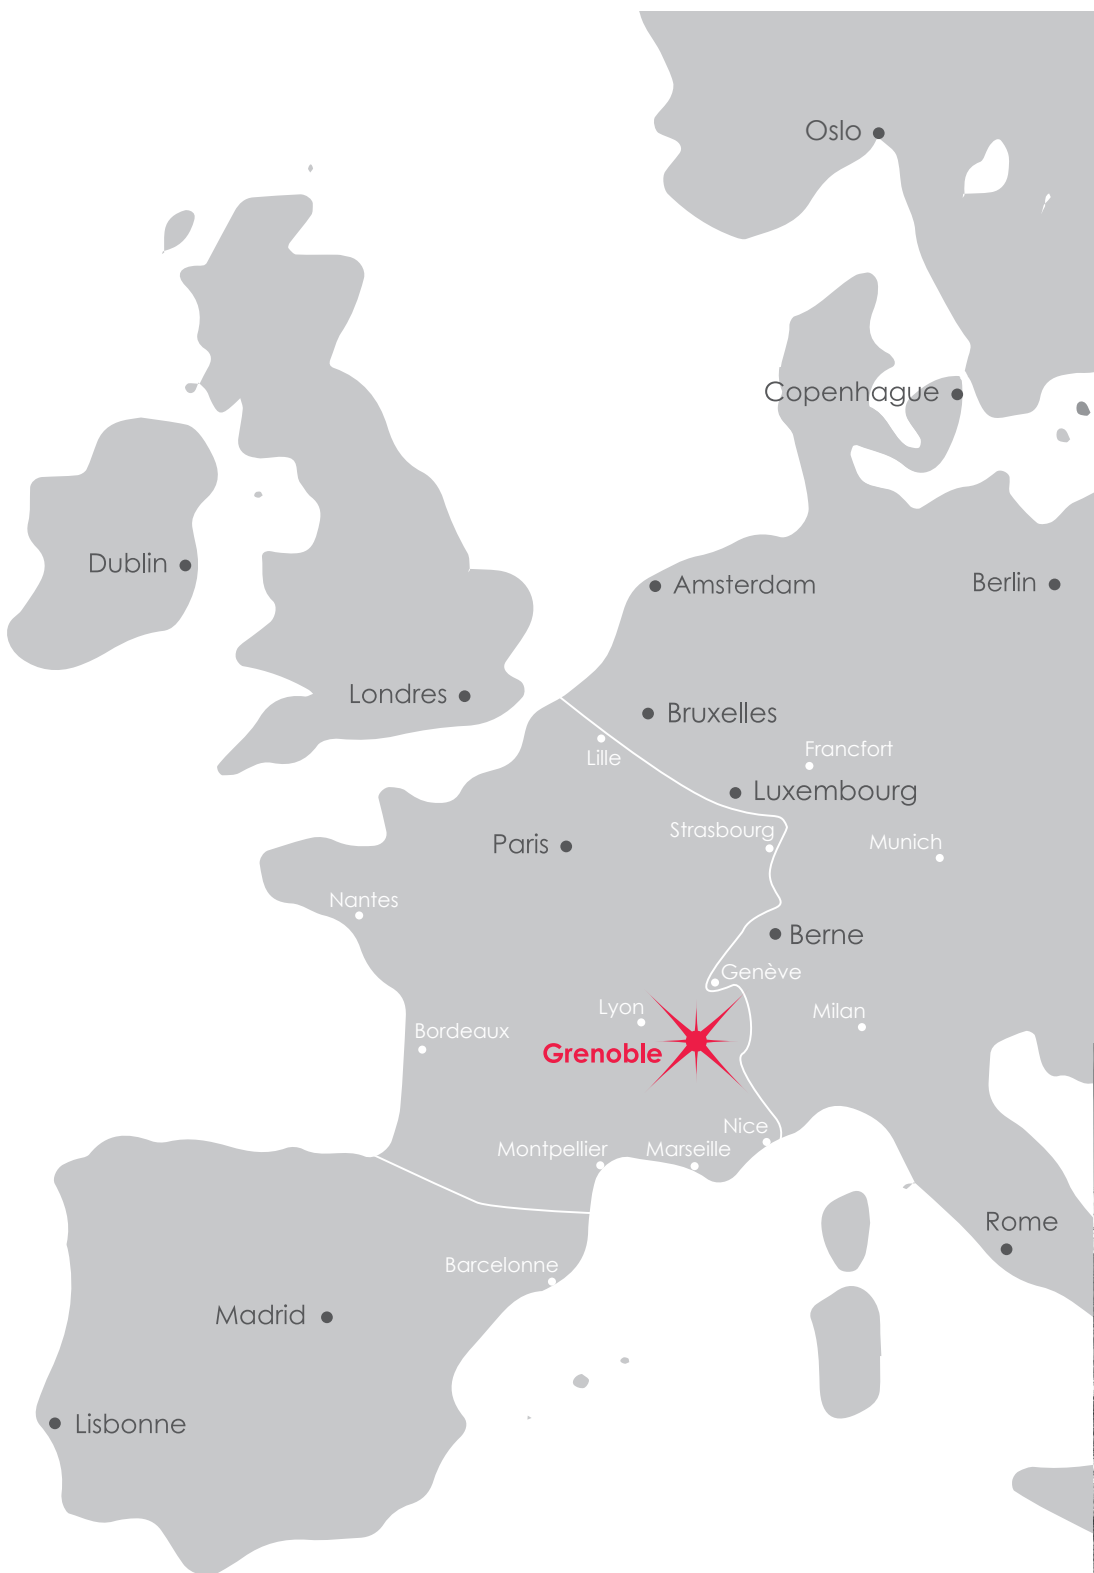 Oslo
Copenhague
Dublin
Amsterdam
Berlin
Londres
Bruxelles
Lille
Francfort
Luxembourg
Strasbourg
Paris
Munich
Nantes
Berne
Genève
Lyon
Milan
Bordeaux
Grenoble
Nice
Montpellier
Marseille
Rome
Barcelonne
Madrid
Lisbonne